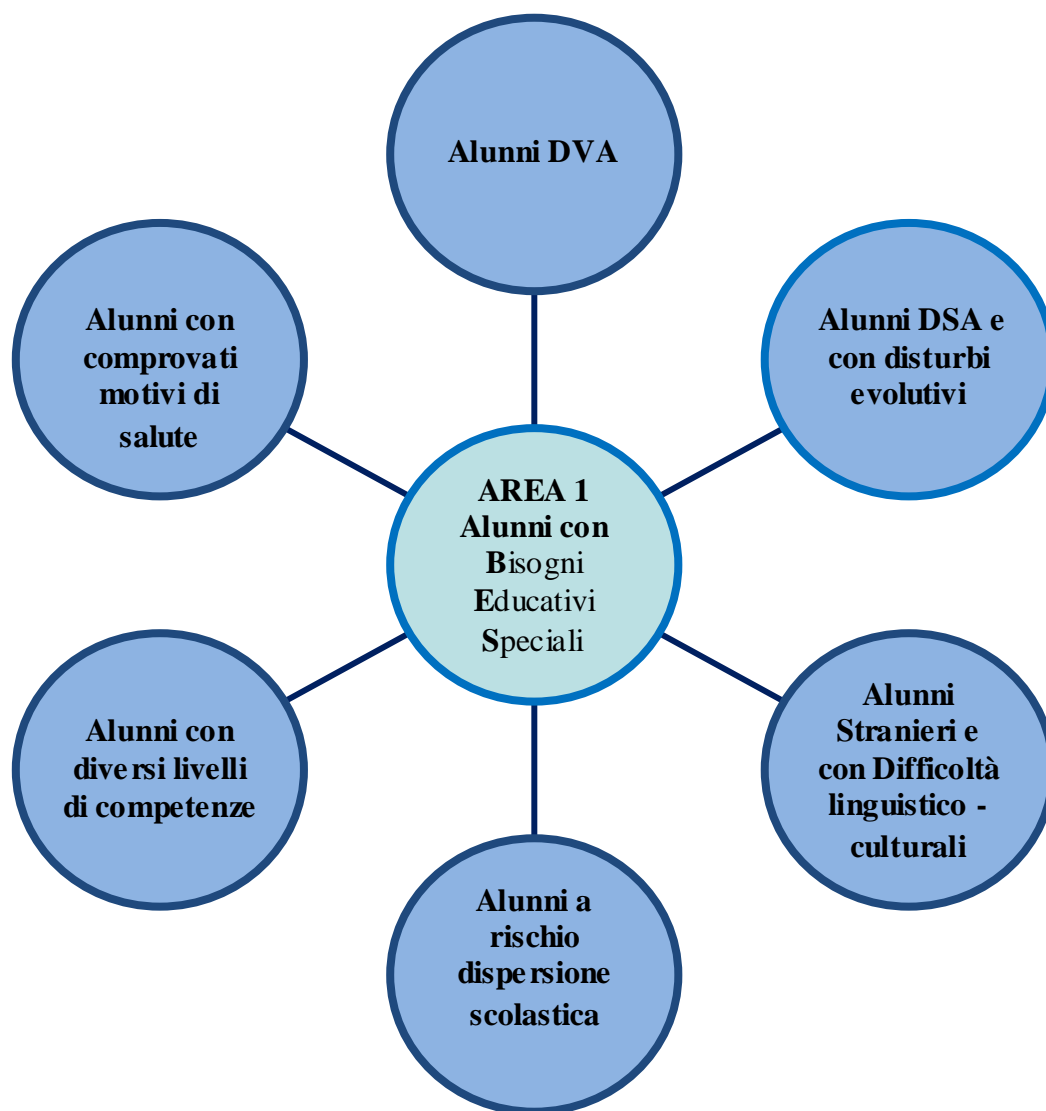 Alunni DVA
Alunni DSA e
con disturbi
evolutivi
Alunni
Stranieri e
con Difficoltà
linguistico -
culturali
Alunni a
rischio
dispersione
scolastica
Alunni con
diversi livelli
di competenze
Alunni con
comprovati
motivi di
salute
AREA 1
Alunni con
Bisogni
Educativi
Speciali